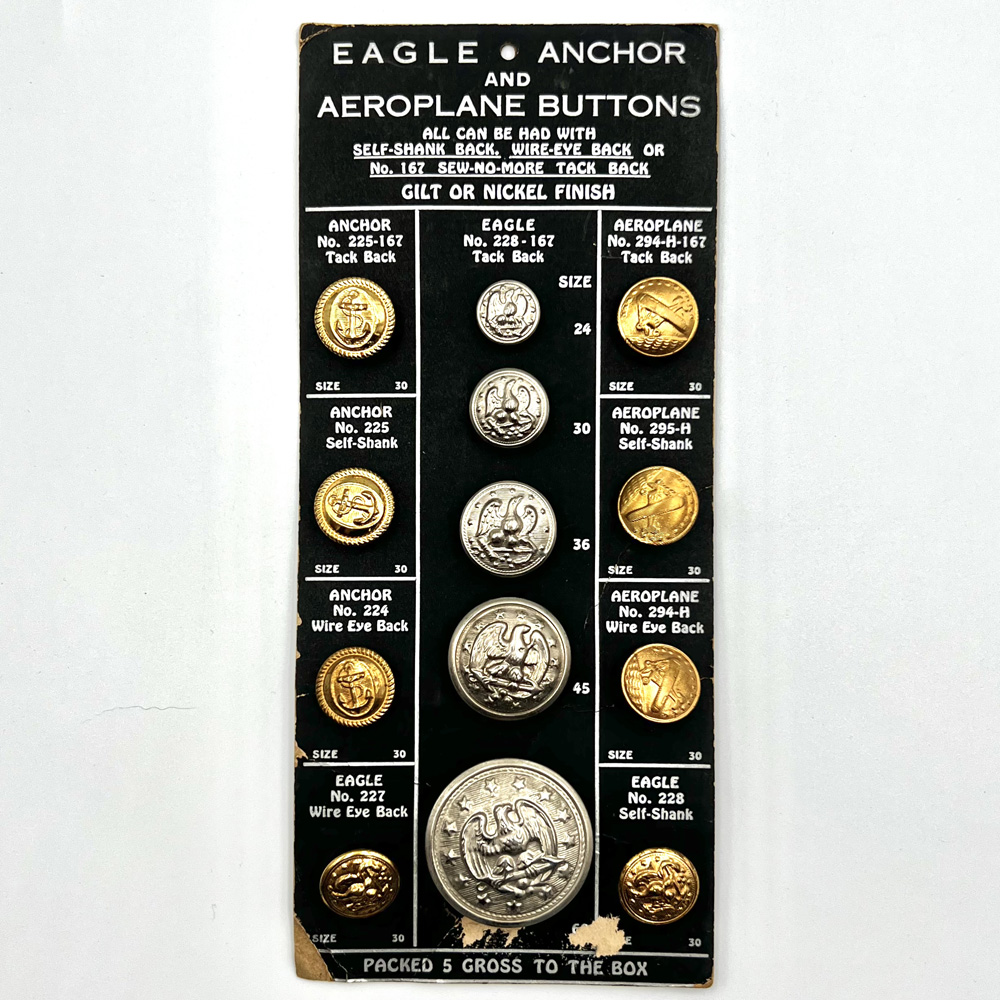 EAGLE • ANCHOR
AND
AEROPLANE BUTTONS
ALL CAN BE HAD WITH
SELF-SHANK BACK. WIRE-EYE BACK OR
No. 167 SEW-NO-MORE TACK BACK
GILT OR NICKEL FINISH
ANCHOR
No. 225-167
Tack Back
SIZE 30
ANCHOR
No. 225
Self-Shank
SIZE 30
ANCHOR
No. 224
Wire Eye Back
SIZE 30
EAGLE
No. 227
Wire Eye Back
SIZE 30
EAGLE
No. 228-167
Tack Back
SIZE
24
30
36
45
AEROPLANE
No. 294-H-167
Tack Back
SIZE 30
AEROPLANE
No. 295-H
Self-Shank
SIZE 30
AEROPLANE
No. 294-H
Wire Eye Back
SIZE 30
EAGLE
No. 228
Self-Shank
30
PACKED 5 GROSS TO THE BOX